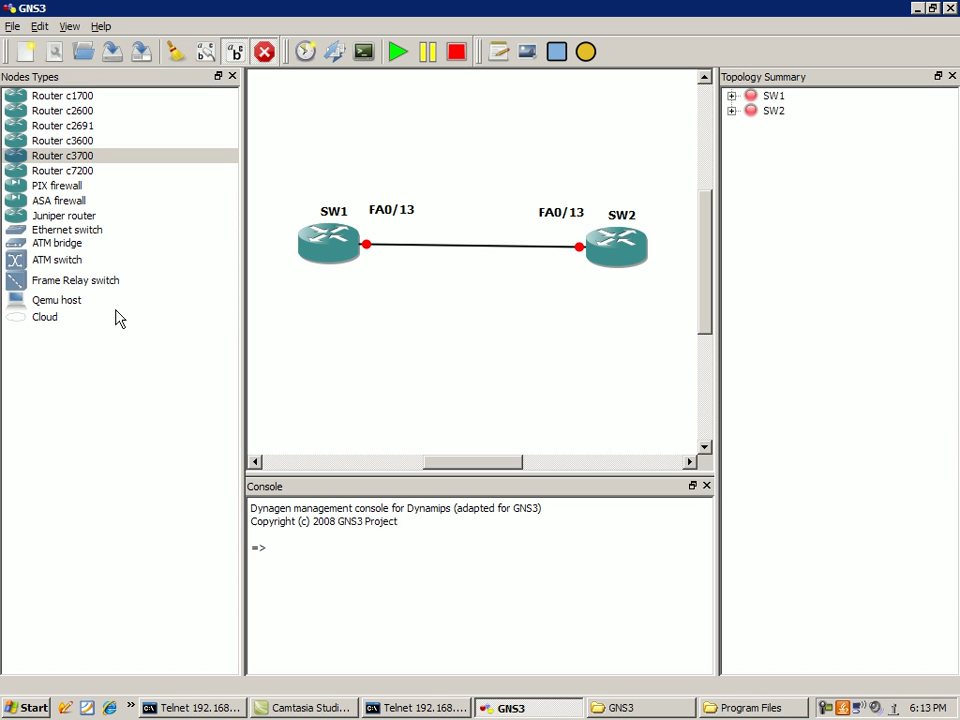 GNS3
File Edit View Help
Nodes Types
Router c1700
Router c2600
Router c2691
Router c3600
Router c3700
Router c7200
PIX firewall
ASA firewall
Juniper router
Ethernet switch
ATM bridge
ATM switch
Frame Relay switch
Qemu host
Cloud
SW1 FA0/13 FA0/13 SW2
Topology Summary
SW1
SW2
Console
Dynagen management console for Dynamips (adapted for GNS3)
Copyright (c) 2008 GNS3 Project
=>
Start » Telnet 192.168... Camtasia Studi... Telnet 192.168.... GNS3 GNS3 Program Files 6:13 PM